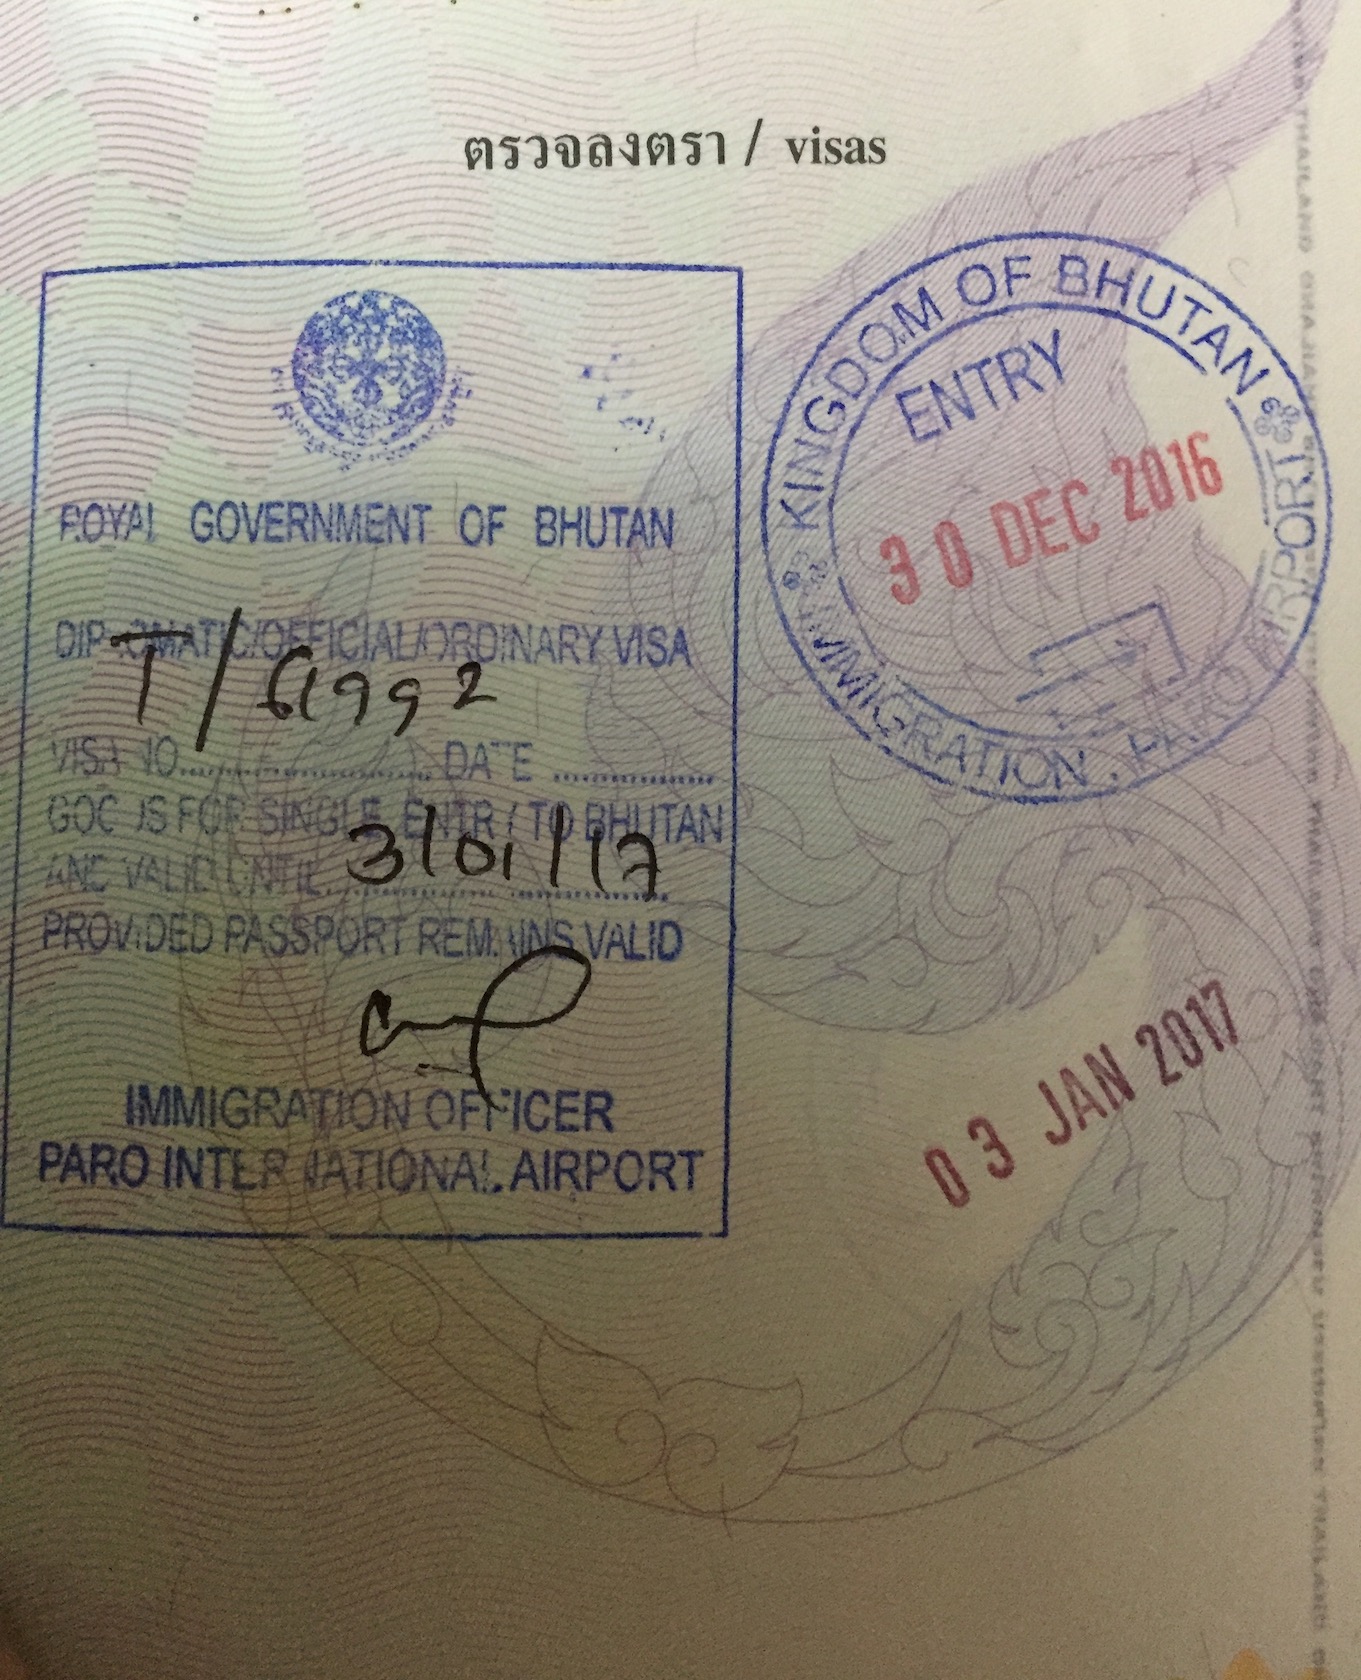 ตรวจลงตรา / visas
ROYAL GOVERNMENT OF BHUTAN
DIPLOMATIC/OFFICIAL/ORDINARY VISA
T/61992
VISA NO. DATE
GOOD IS FOR SINGLE ENTRY TO BHUTAN
AND VALID UNTIL 3/01/17
PROVIDED PASSPORT REMAINS VALID
IMMIGRATION OFFICER
PARO INTERNATIONAL AIRPORT
KINGDOM OF BHUTAN
ENTRY
30 DEC 2016
IMMIGRATION. PARO AIRPORT
03 JAN 2017
THAILAND